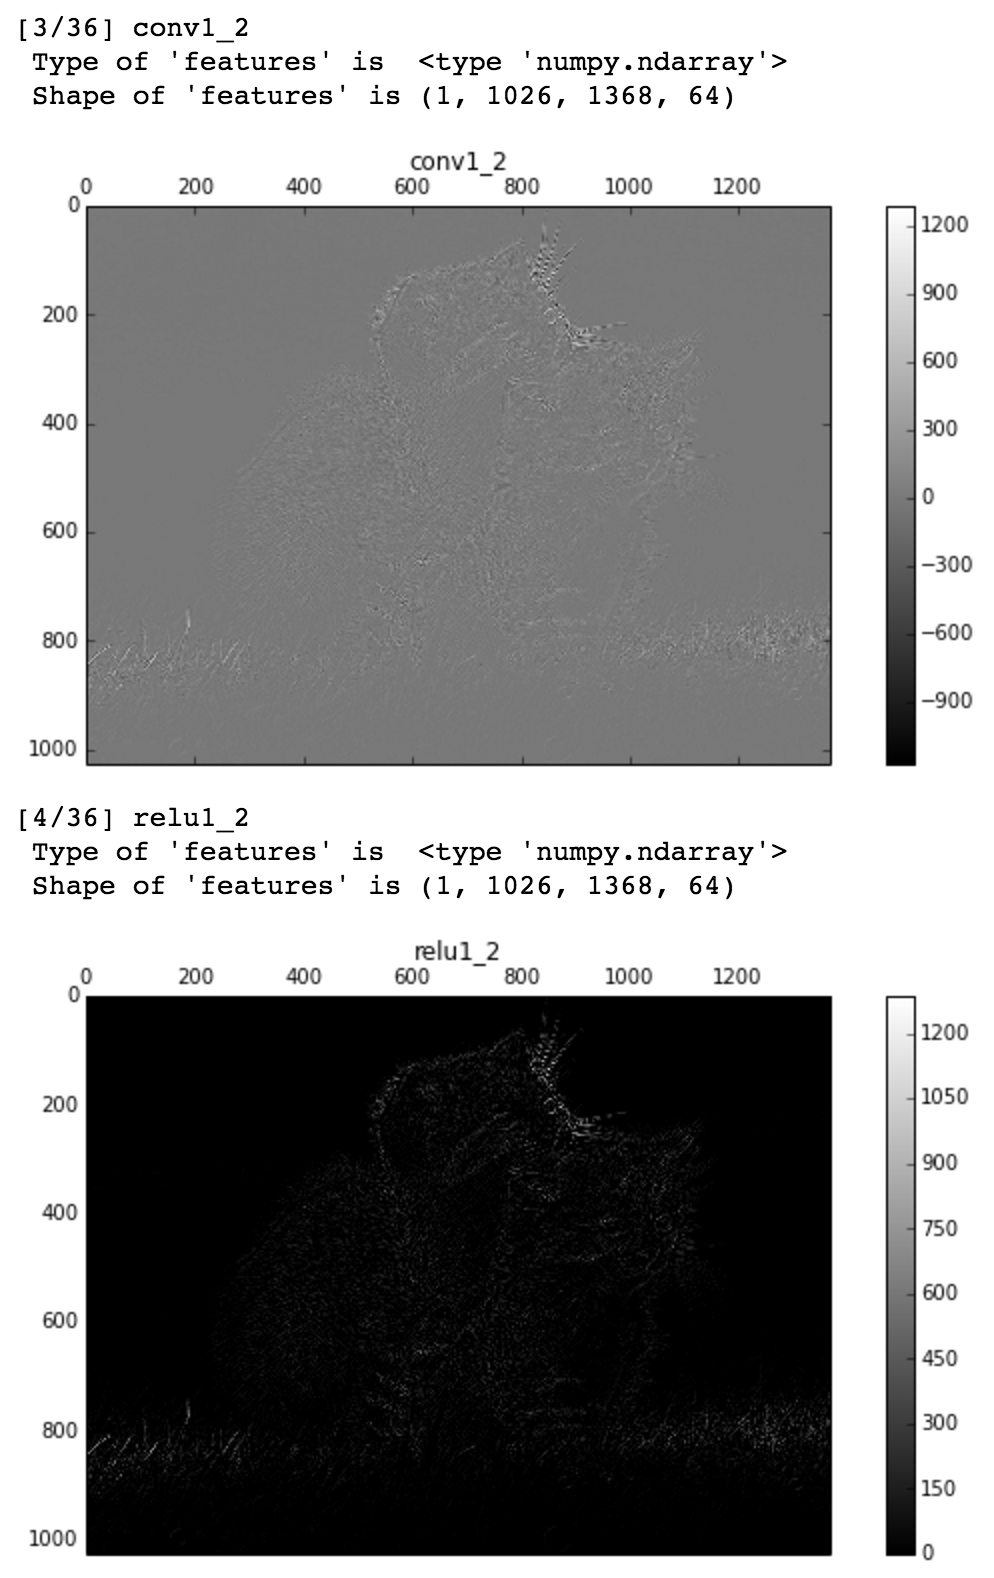 [3/36] conv1_2
Type of 'features' is  <type 'numpy.ndarray'>
Shape of 'features' is (1, 1026, 1368, 64)
conv1_2
0 200 400 600 800 1000 1200
0
200
400
600
800
1000
1200
900
600
300
0
−300
−600
−900
[4/36] relu1_2
Type of 'features' is  <type 'numpy.ndarray'>
Shape of 'features' is (1, 1026, 1368, 64)
relu1_2
0 200 400 600 800 1000 1200
0
200
400
600
800
1000
1200
1050
900
750
600
450
300
150
0